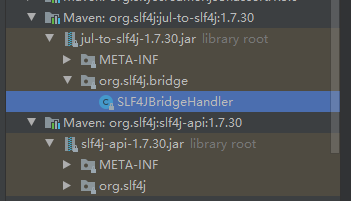 Maven: org.slf4j:jul-to-slf4j:1.7.30
jul-to-slf4j-1.7.30.jar library root
META-INF
org.slf4j.bridge
SLF4JBridgeHandler
Maven: org.slf4j:slf4j-api:1.7.30
slf4j-api-1.7.30.jar library root
META-INF
org.slf4j